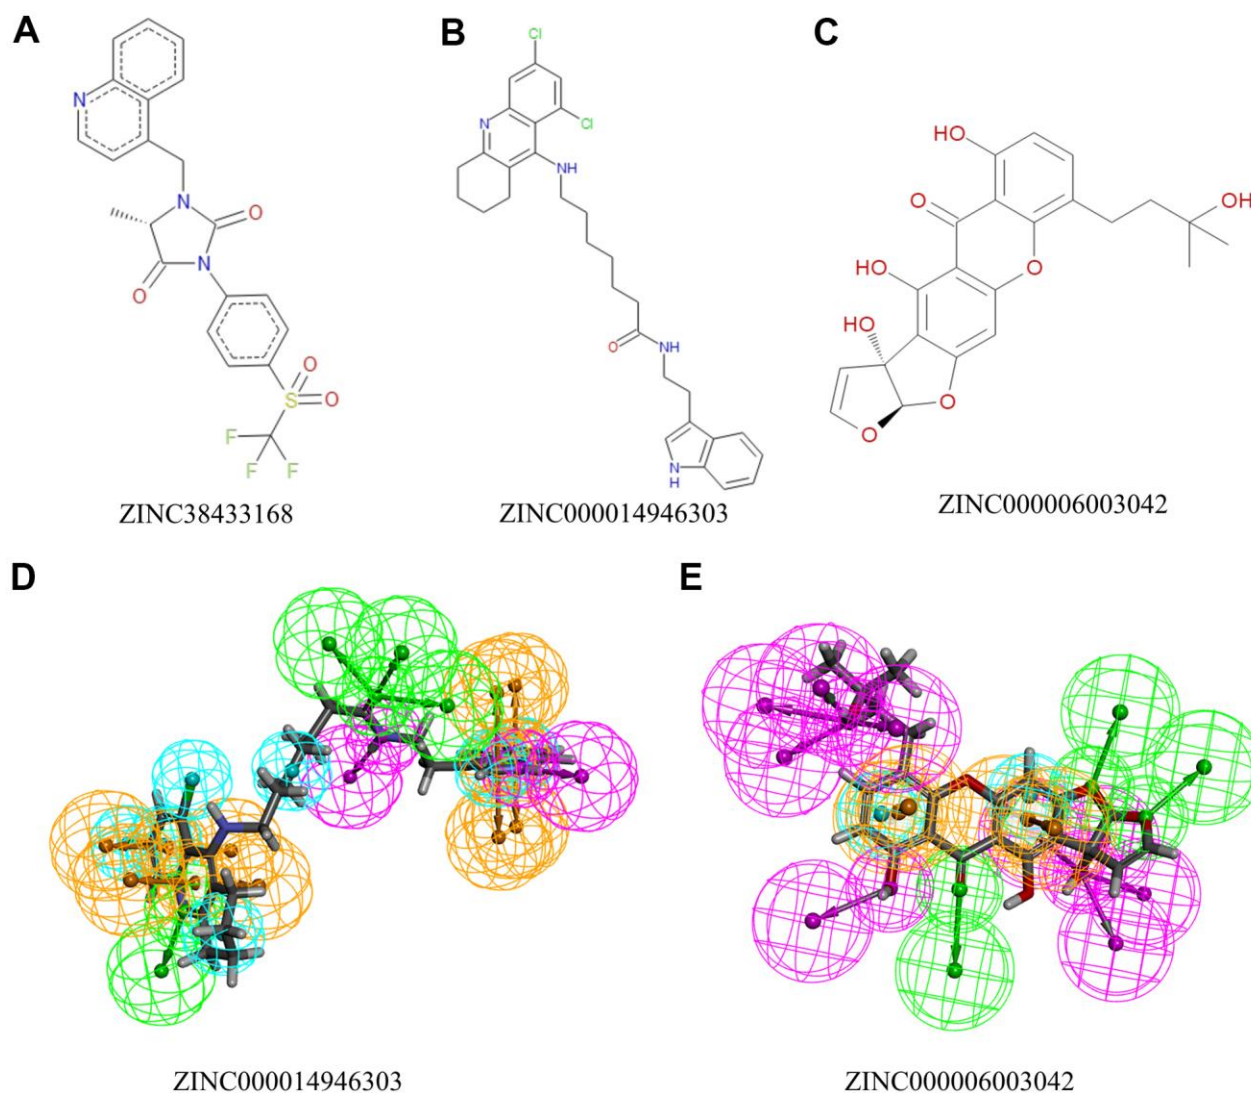 A
B
C
N
N
O
O
N
S
O
O
F
F
F
Cl
Cl
N
NH
O
NH
N
H
HO
O
HO
HO
O
O
O
OH
ZINC38433168
ZINC000014946303
ZINC000006003042
D
E
ZINC000014946303
ZINC000006003042